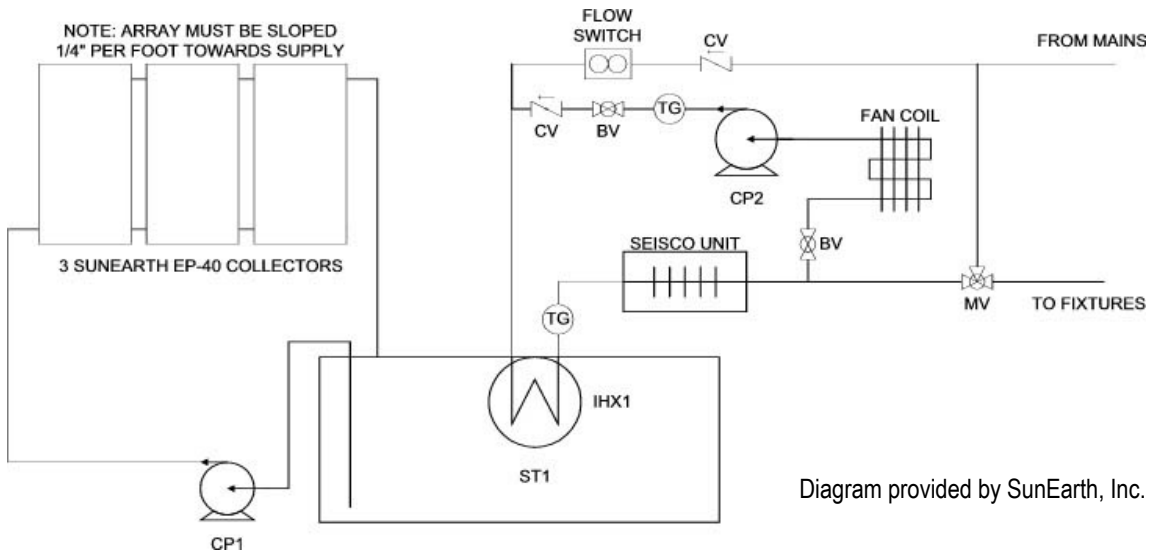 NOTE: ARRAY MUST BE SLOPED
1/4" PER FOOT TOWARDS SUPPLY
3 SUNEARTH EP-40 COLLECTORS
FLOW
SWITCH
CV
FROM MAINS
CV
BV
TG
CP2
FAN COIL
BV
SEISCO UNIT
MV
TO FIXTURES
TG
IHX1
ST1
CP1
Diagram provided by SunEarth, Inc.